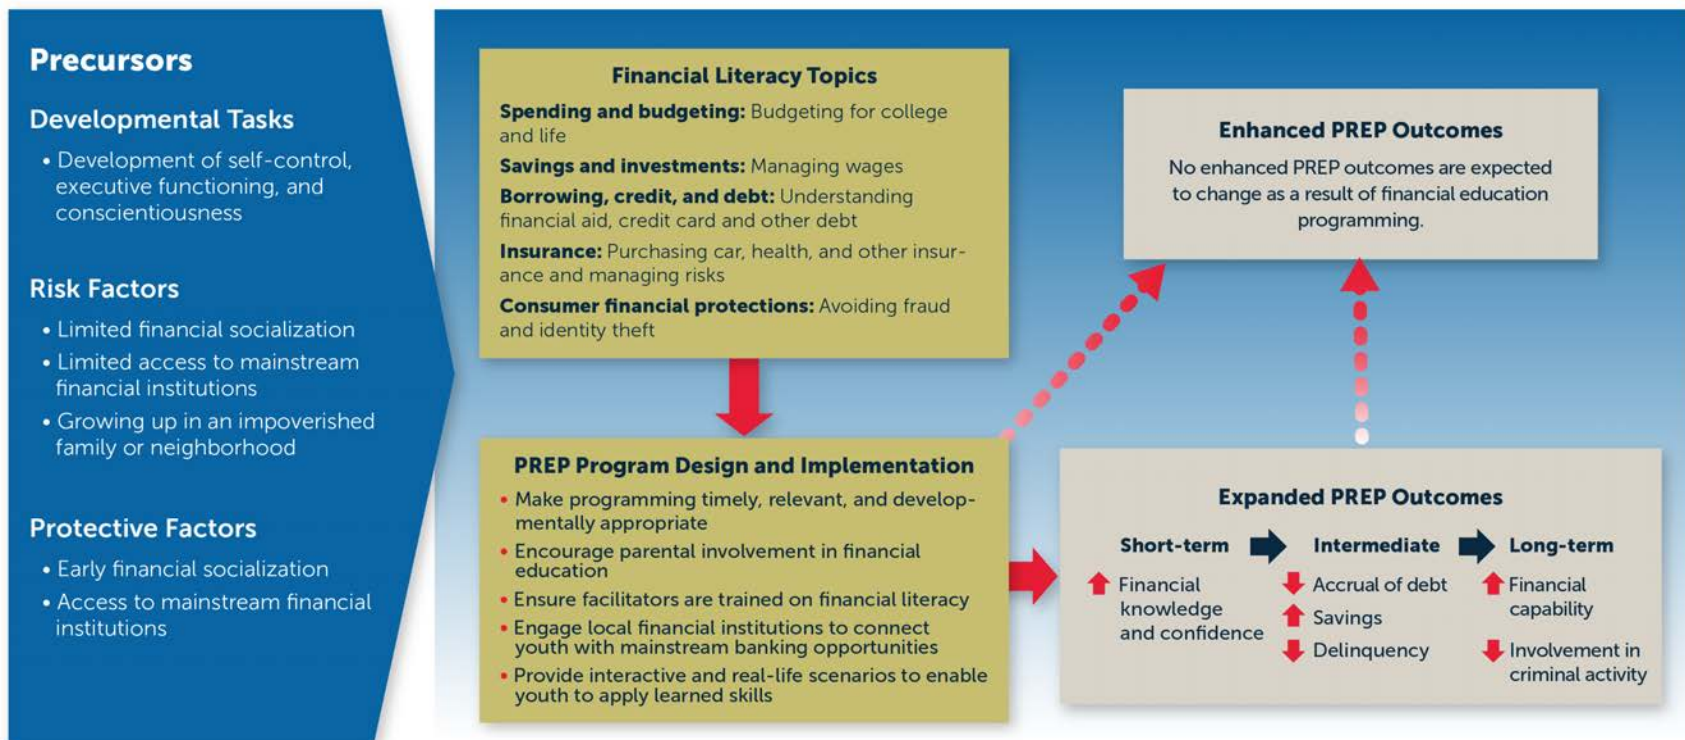 Precursors
Developmental Tasks
• Development of self-control,
executive functioning, and
conscientiousness
Risk Factors
• Limited financial socialization
• Limited access to mainstream
financial institutions
• Growing up in an impoverished
family or neighborhood
Protective Factors
• Early financial socialization
• Access to mainstream financial
institutions
Financial Literacy Topics
Spending and budgeting: Budgeting for college
and life
Savings and investments: Managing wages
Borrowing, credit, and debt: Understanding
financial aid, credit card and other debt
Insurance: Purchasing car, health, and other insur-
ance and managing risks
Consumer financial protections: Avoiding fraud
and identity theft
PREP Program Design and Implementation
• Make programming timely, relevant, and develop-
mentally appropriate
• Encourage parental involvement in financial
education
• Ensure facilitators are trained on financial literacy
• Engage local financial institutions to connect
youth with mainstream banking opportunities
• Provide interactive and real-life scenarios to enable
youth to apply learned skills
Enhanced PREP Outcomes
No enhanced PREP outcomes are expected
to change as a result of financial education
programming.
Expanded PREP Outcomes
Short-term
Financial
knowledge
and confidence
Intermediate
Accrual of debt
Savings
Delinquency
Long-term
Financial
capability
Involvement in
criminal activity